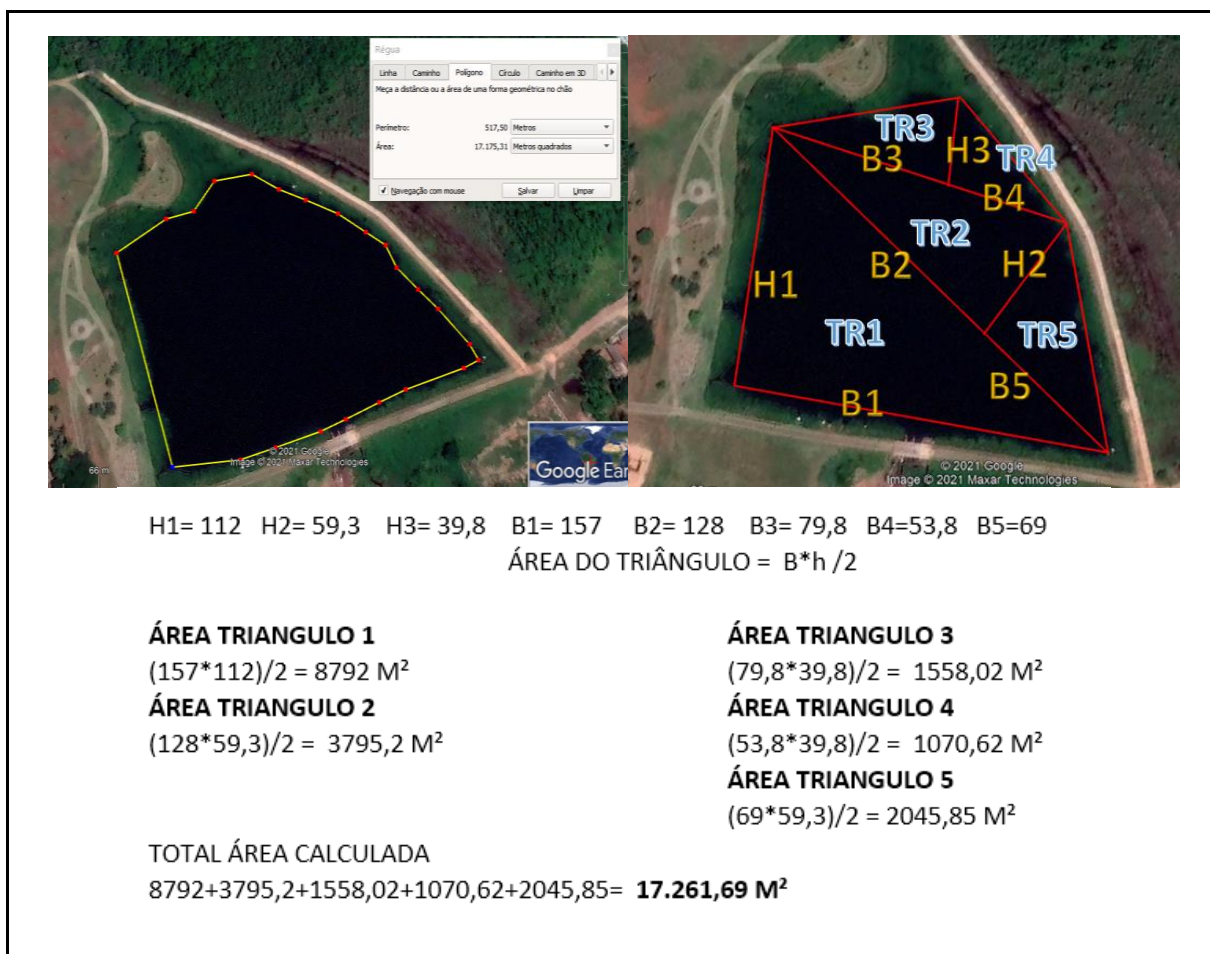 Régua
Linha Caminho Polígono Círculo Caminho em 3D
Meça a distância ou a área de uma forma geométrica no chão
Perímetro: 517,50 Metros
Área: 17.175,31 Metros quadrados
Navegação com mouse Salvar Limpar
66 m
© 2021 Google
Image © 2021 Maxar Technologies
Google Ear
TR3
H3
TR4
B3
B4
TR2
B2
H2
H1
TR1
TR5
B5
B1
© 2021 Google
Image © 2021 Maxar Technologies
H1= 112 H2= 59,3 H3= 39,8 B1= 157 B2= 128 B3= 79,8 B4=53,8 B5=69
ÁREA DO TRIÂNGULO = B*h /2
ÁREA TRIANGULO 1
(157*112)/2 = 8792 M²
ÁREA TRIANGULO 2
(128*59,3)/2 = 3795,2 M²
ÁREA TRIANGULO 3
(79,8*39,8)/2 = 1558,02 M²
ÁREA TRIANGULO 4
(53,8*39,8)/2 = 1070,62 M²
ÁREA TRIANGULO 5
(69*59,3)/2 = 2045,85 M²
TOTAL ÁREA CALCULADA
8792+3795,2+1558,02+1070,62+2045,85= 17.261,69 M²